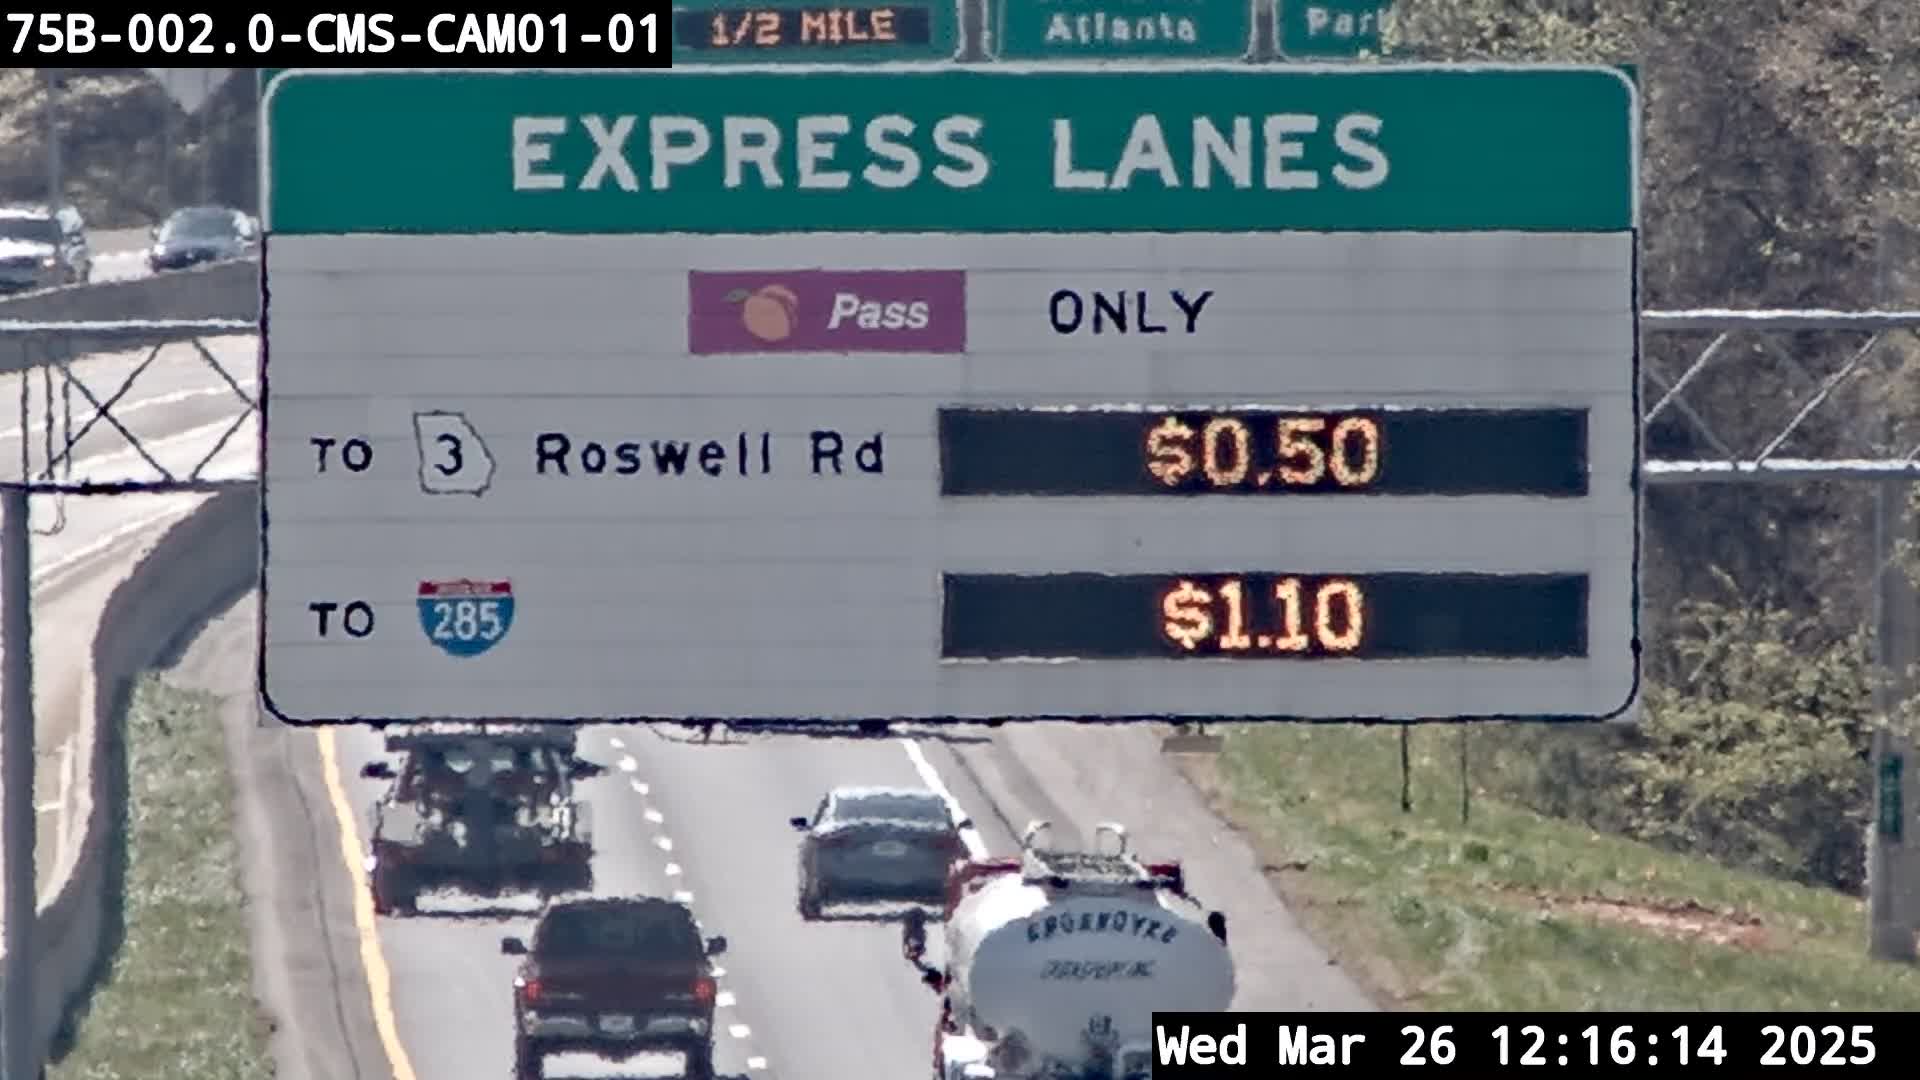 75B-002.0-CMS-CAM01-01
1/2 MILE
Atlanta
EXPRESS LANES
Pass ONLY
TO 3 Roswell Rd $0.50
TO 285 $1.10
Wed Mar 26 12:16:14 2025